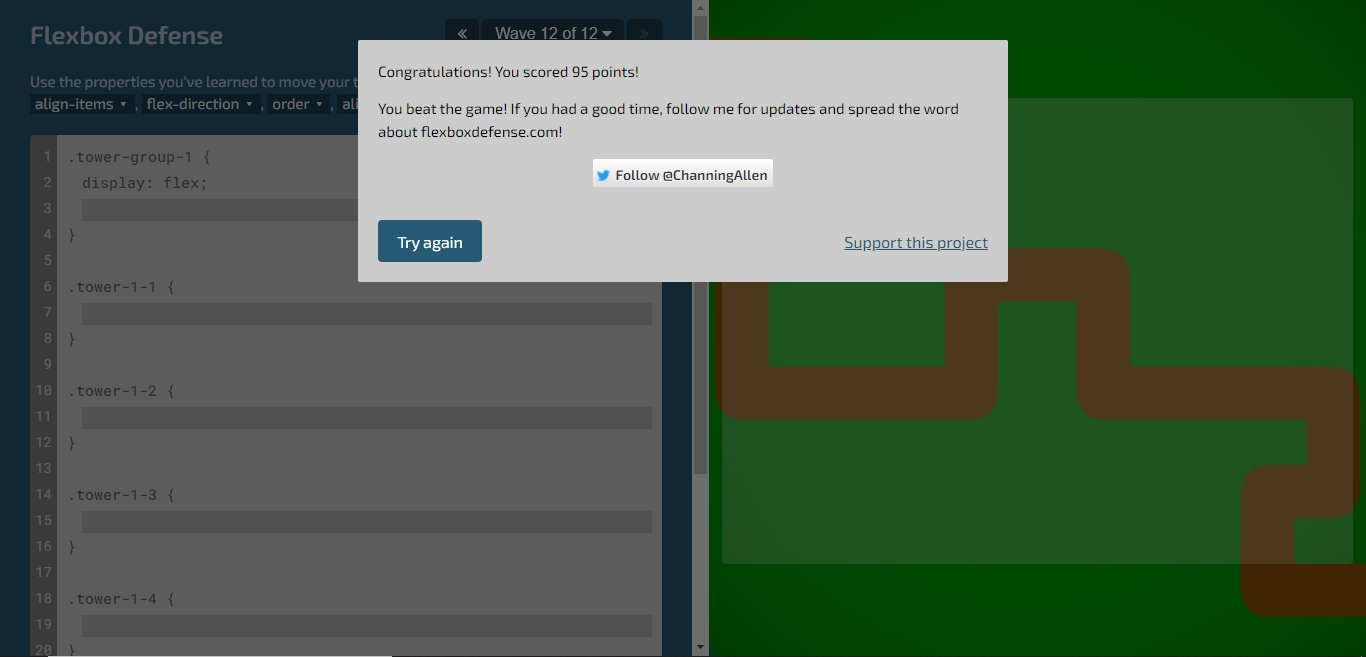 Flexbox Defense
« Wave 12 of 12 »
Use the properties you've learned to move your t
align-items , flex-direction , order , ali
Congratulations! You scored 95 points!
You beat the game! If you had a good time, follow me for updates and spread the word
about flexboxdefense.com!
Follow @ChanningAllen
Try again
Support this project
1 .tower-group-1 {
2 display: flex;
3
4 }
5
6 .tower-1-1 {
7
8 }
9
10 .tower-1-2 {
11
12 }
13
14 .tower-1-3 {
15
16 }
17
18 .tower-1-4 {
19
20 }